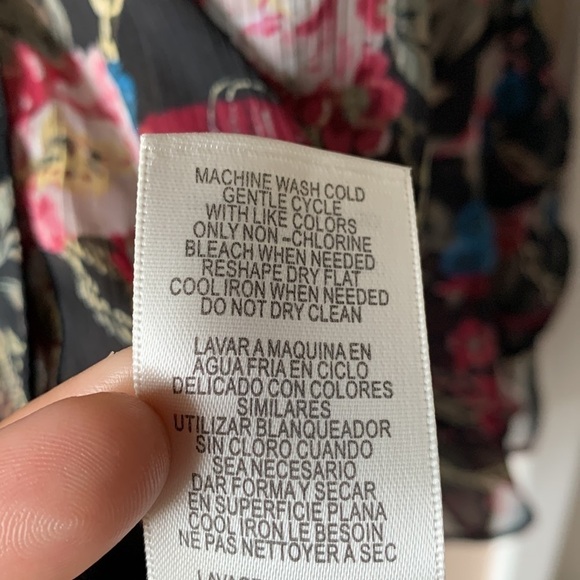 MACHINE WASH COLD
GENTLE CYCLE
WITH LIKE COLORS
ONLY NON -CHLORINE
BLEACH WHEN NEEDED
RESHAPE DRY FLAT
COOL IRON WHEN NEEDED
DO NOT DRY CLEAN
LAVAR A MAQUINA EN
AGUA FRIA EN CICLO
DELICADO CON COLORES
SIMILARES
UTILIZAR BLANQUEADOR
SIN CLORO CUANDO
SEA NECESARIO
DAR FORMAY SECAR
EN SUPERFICIE PLANA
COOL IRON LE BESOIN
NE PAS NETTOYER A SEC